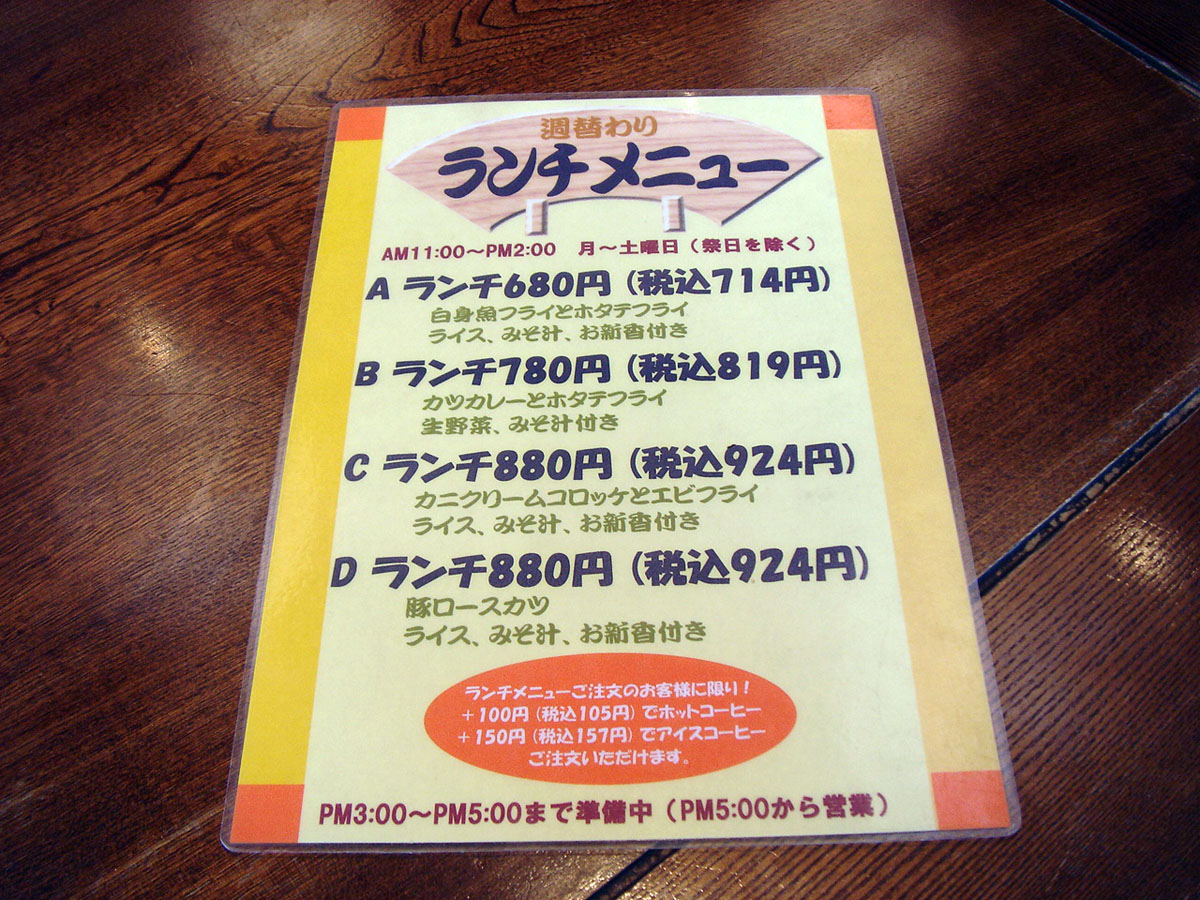 週替わり
ランチメニュー
AM11:00～PM2:00　月～土曜日（祭日を除く）
A ランチ680円（税込714円）
白身魚フライとホタテフライ
ライス、みそ汁、お新香付き
B ランチ780円（税込819円）
カツカレーとホタテフライ
生野菜、みそ汁付き
C ランチ880円（税込924円）
カニクリームコロッケとエビフライ
ライス、みそ汁、お新香付き
D ランチ880円（税込924円）
豚ロースカツ
ライス、みそ汁、お新香付き
ランチメニューご注文のお客様に限り！
＋100円（税込105円）でホットコーヒー
＋150円（税込157円）でアイスコーヒー
ご注文いただけます。
PM3:00～PM5:00まで準備中（PM5:00から営業）